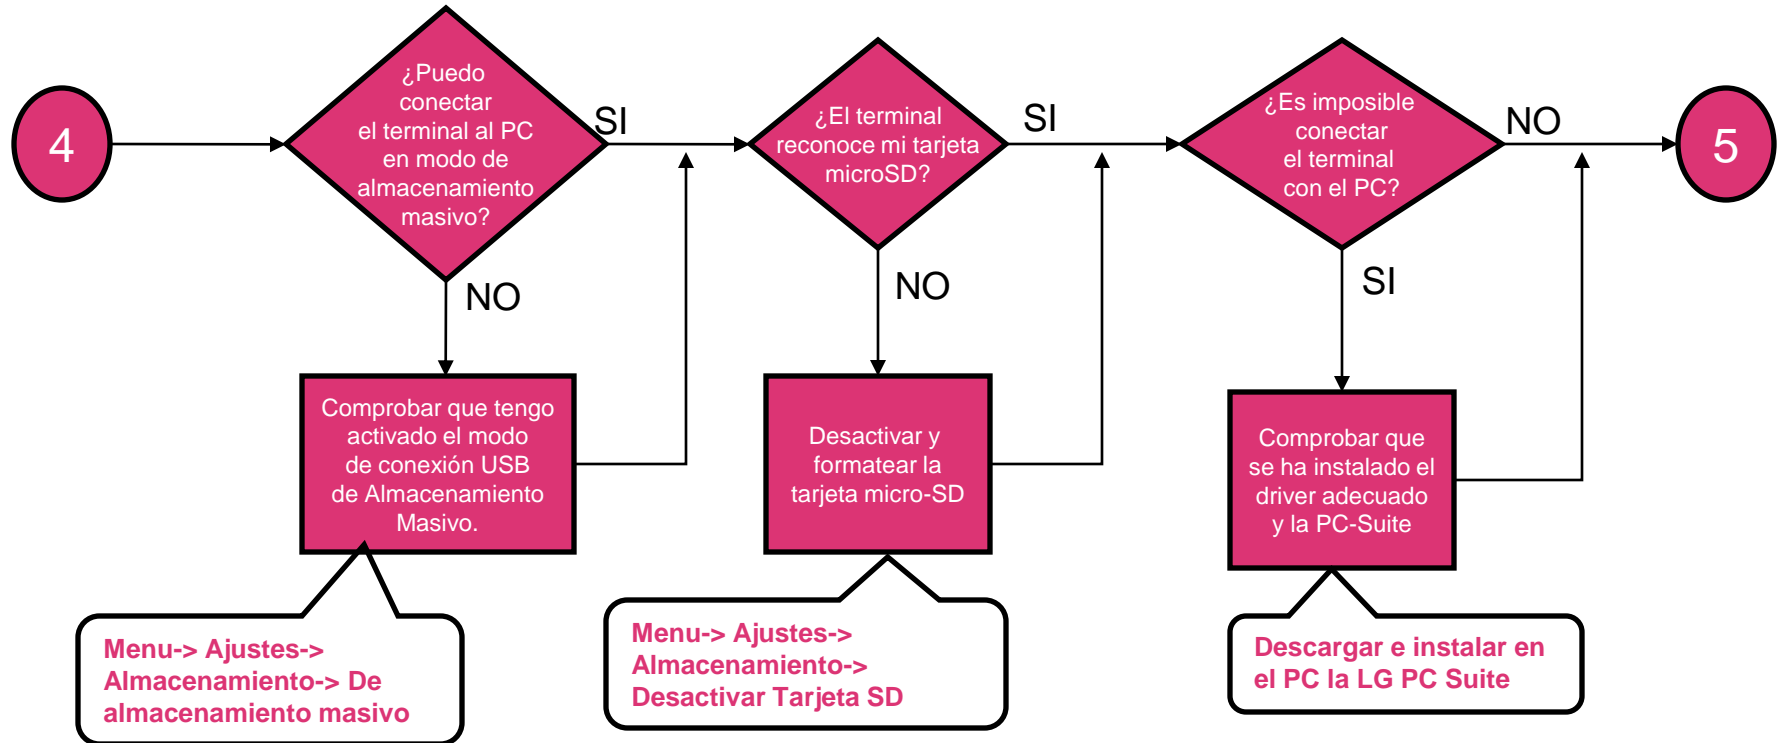 4
¿Puedo
conectar
el terminal al PC
en modo de
almacenamiento
masivo?
SI
NO
Comprobar que tengo
activado el modo
de conexión USB
de Almacenamiento
Masivo.
Menu-> Ajustes->
Almacenamiento-> De
almacenamiento masivo
¿El terminal
reconoce mi tarjeta
microSD?
SI
NO
Desactivar y
formatear la
tarjeta micro-SD
Menu-> Ajustes->
Almacenamiento->
Desactivar Tarjeta SD
¿Es imposible
conectar
el terminal
con el PC?
NO
SI
Comprobar que
se ha instalado el
driver adecuado
y la PC-Suite
Descargar e instalar en
el PC la LG PC Suite
5